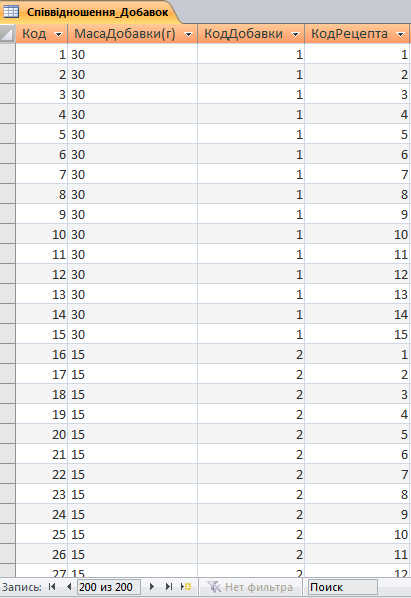 Співвідношення_Добавок
Код МасаДобавки(г) КодДобавки КодРецепта
1 30 1 1
2 30 1 2
3 30 1 3
4 30 1 4
5 30 1 5
6 30 1 6
7 30 1 7
8 30 1 8
9 30 1 9
10 30 1 10
11 30 1 11
12 30 1 12
13 30 1 13
14 30 1 14
15 30 1 15
16 15 2 1
17 15 2 2
18 15 2 3
19 15 2 4
20 15 2 5
21 15 2 6
22 15 2 7
23 15 2 8
24 15 2 9
25 15 2 10
26 15 2 11
27 15 2 12
Запись: 200 из 200 Нет фильтра Поиск